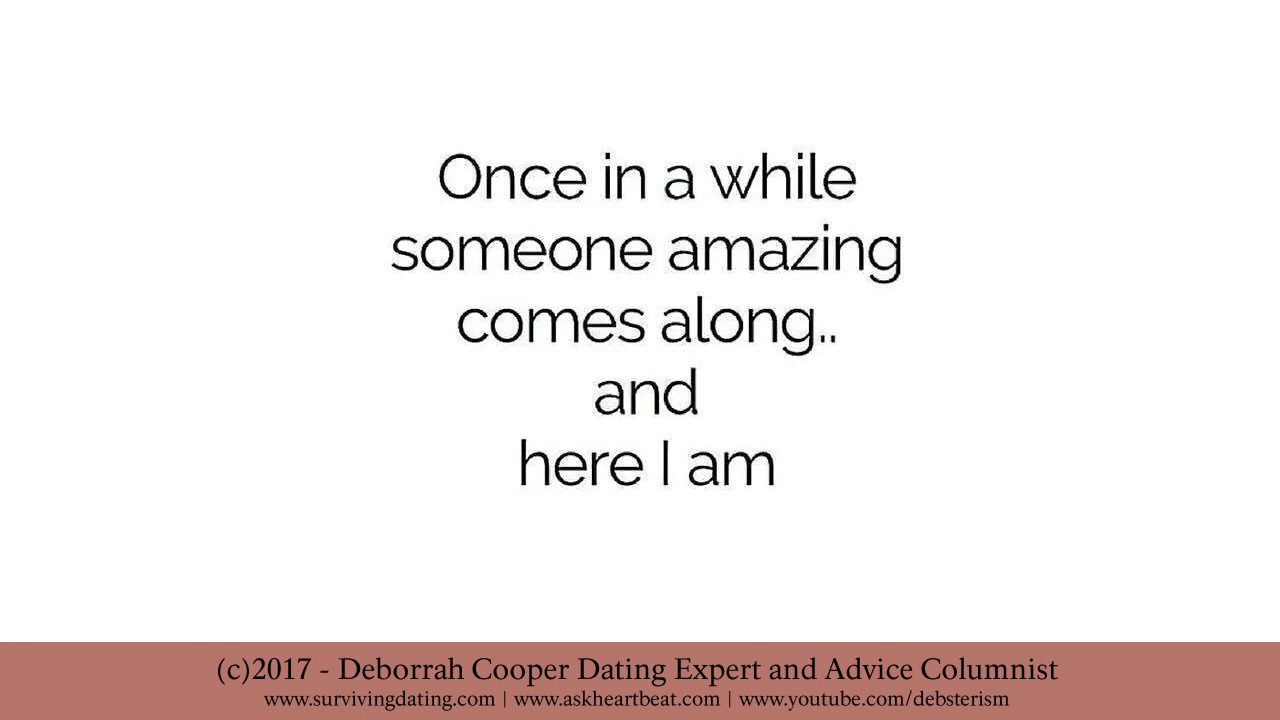 Once in a while
someone amazing
comes along..
and
here I am
(c)2017 - Deborrah Cooper Dating Expert and Advice Columnist
www.survivingdating.com | www.askheartbeat.com | www.youtube.com/debsterism